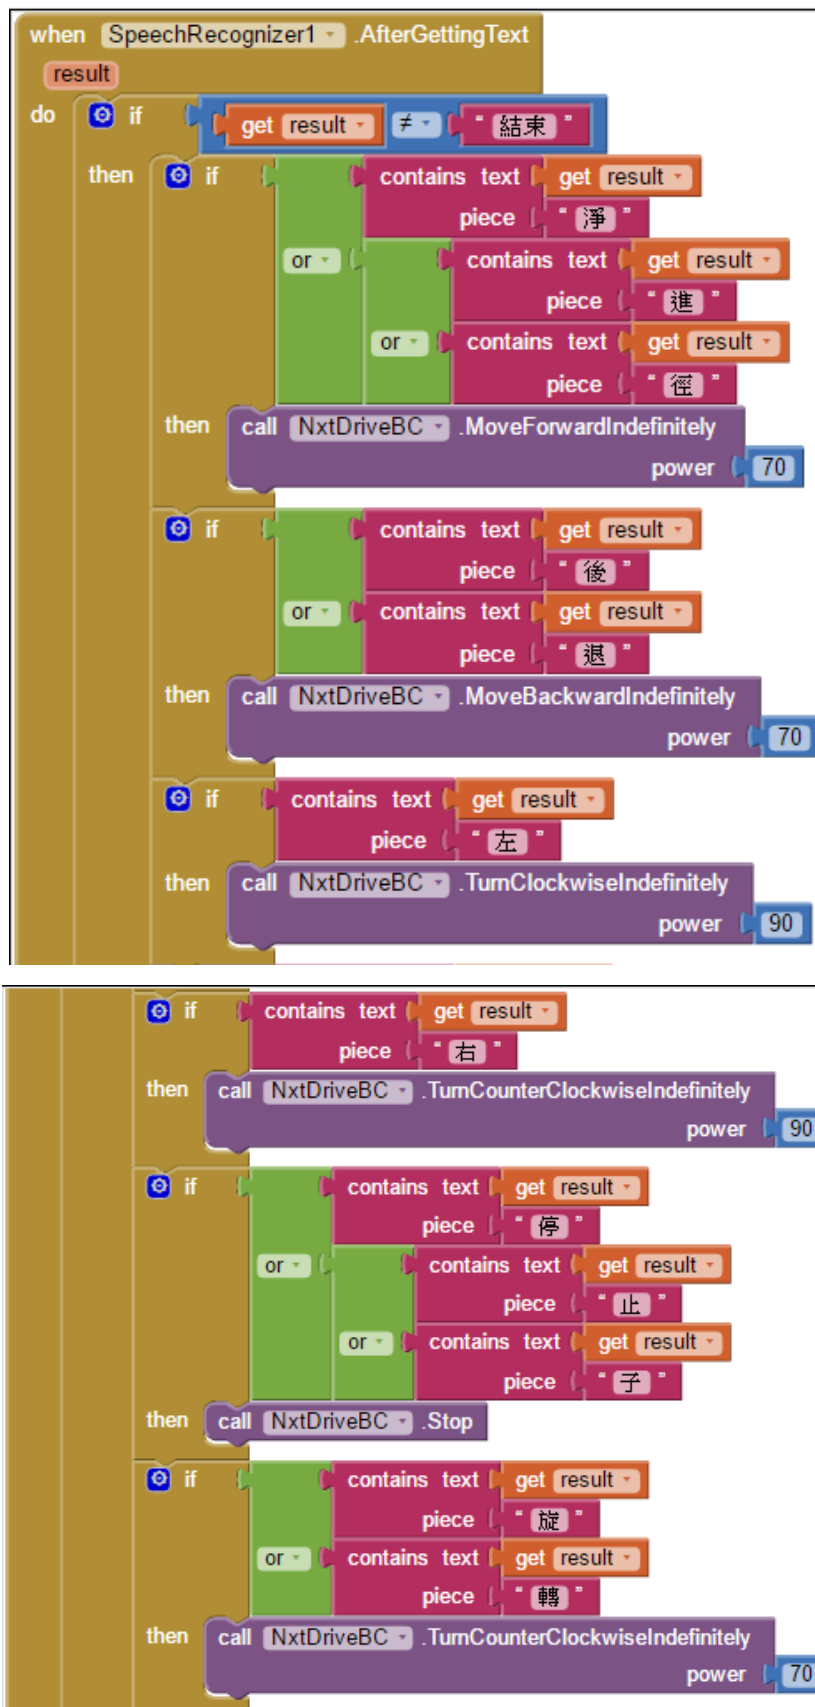 when SpeechRecognizer1 .AfterGettingText
result
do if get result ≠ " 結束 "
then if contains text get result
piece " 淨 "
or contains text get result
piece " 進 "
or contains text get result
piece " 徑 "
then call NxtDriveBC .MoveForwardIndefinitely
power 70
if contains text get result
piece " 後 "
or contains text get result
piece " 退 "
then call NxtDriveBC .MoveBackwardIndefinitely
power 70
if contains text get result
piece " 左 "
then call NxtDriveBC .TurnClockwiseIndefinitely
power 90
if contains text get result
piece " 右 "
then call NxtDriveBC .TurnCounterClockwiseIndefinitely
power 90
if contains text get result
piece " 停 "
or contains text get result
piece " 止 "
or contains text get result
piece " 子 "
then call NxtDriveBC .Stop
if contains text get result
piece " 旋 "
or contains text get result
piece " 轉 "
then call NxtDriveBC .TurnCounterClockwiseIndefinitely
power 70